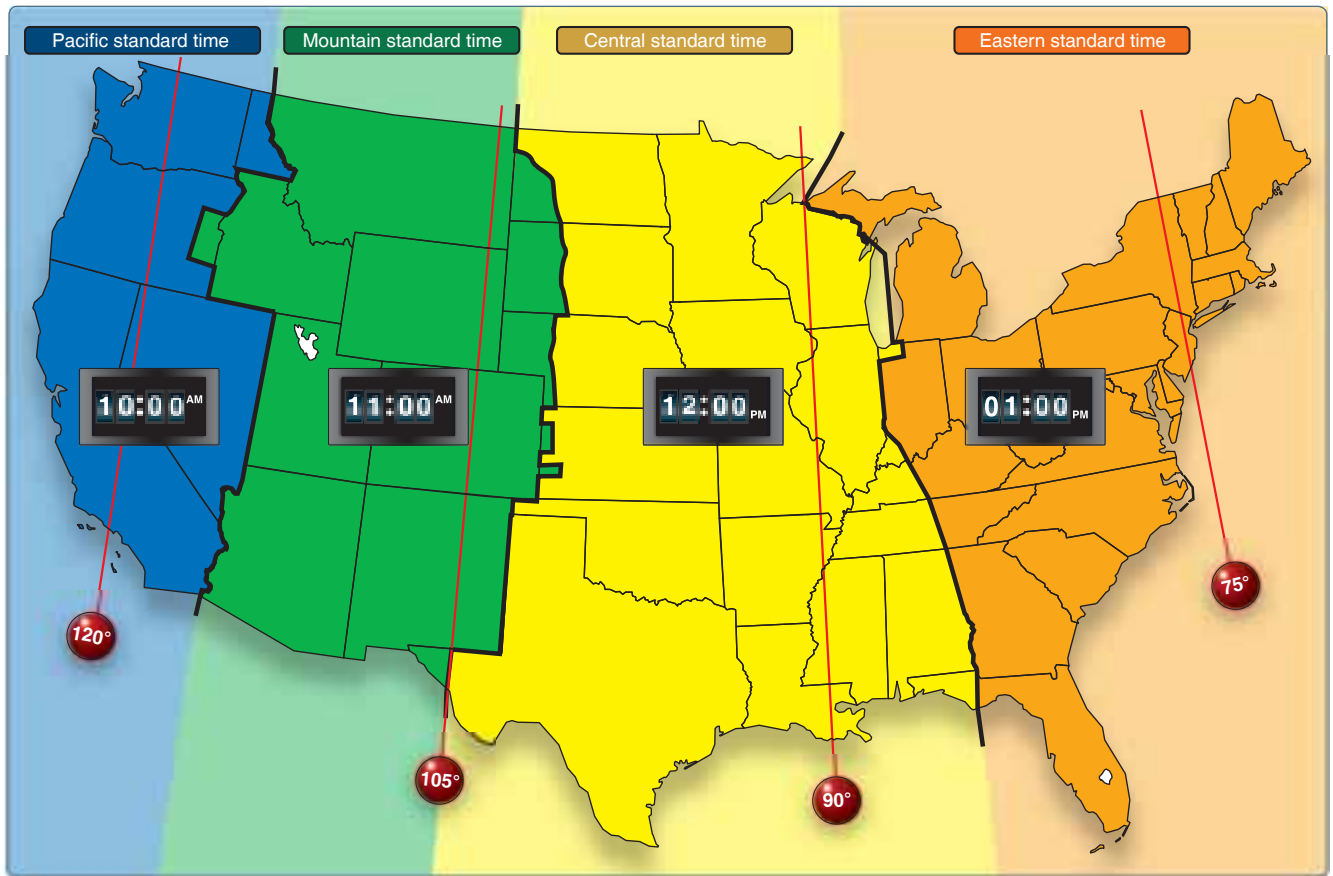 Pacific standard time
Mountain standard time
Central standard time
Eastern standard time
10:00 AM
11:00 AM
12:00 PM
01:00 PM
120°
105°
90°
75°